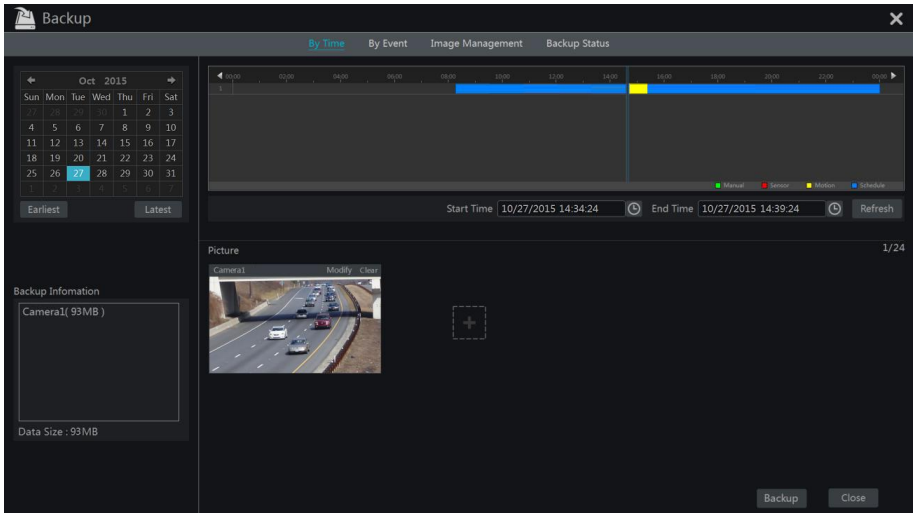 Backup
By Time By Event Image Management Backup Status
Oct 2015
Sun Mon Tue Wed Thu Fri Sat
27 28 29 30 1 2 3
4 5 6 7 8 9 10
11 12 13 14 15 16 17
18 19 20 21 22 23 24
25 26 27 28 29 30 31
1 2 3 4 5 6 7
Earliest Latest
00:00 02:00 04:00 06:00 08:00 10:00 12:00 14:00 16:00 18:00 20:00 22:00 00:00
1
Manual Sensor Motion Schedule
Start Time 10/27/2015 14:34:24 End Time 10/27/2015 14:39:24 Refresh
Picture 1/24
Camera1 Modify Clear
Backup Infomation
Camera1( 93MB )
Data Size : 93MB
Backup Close